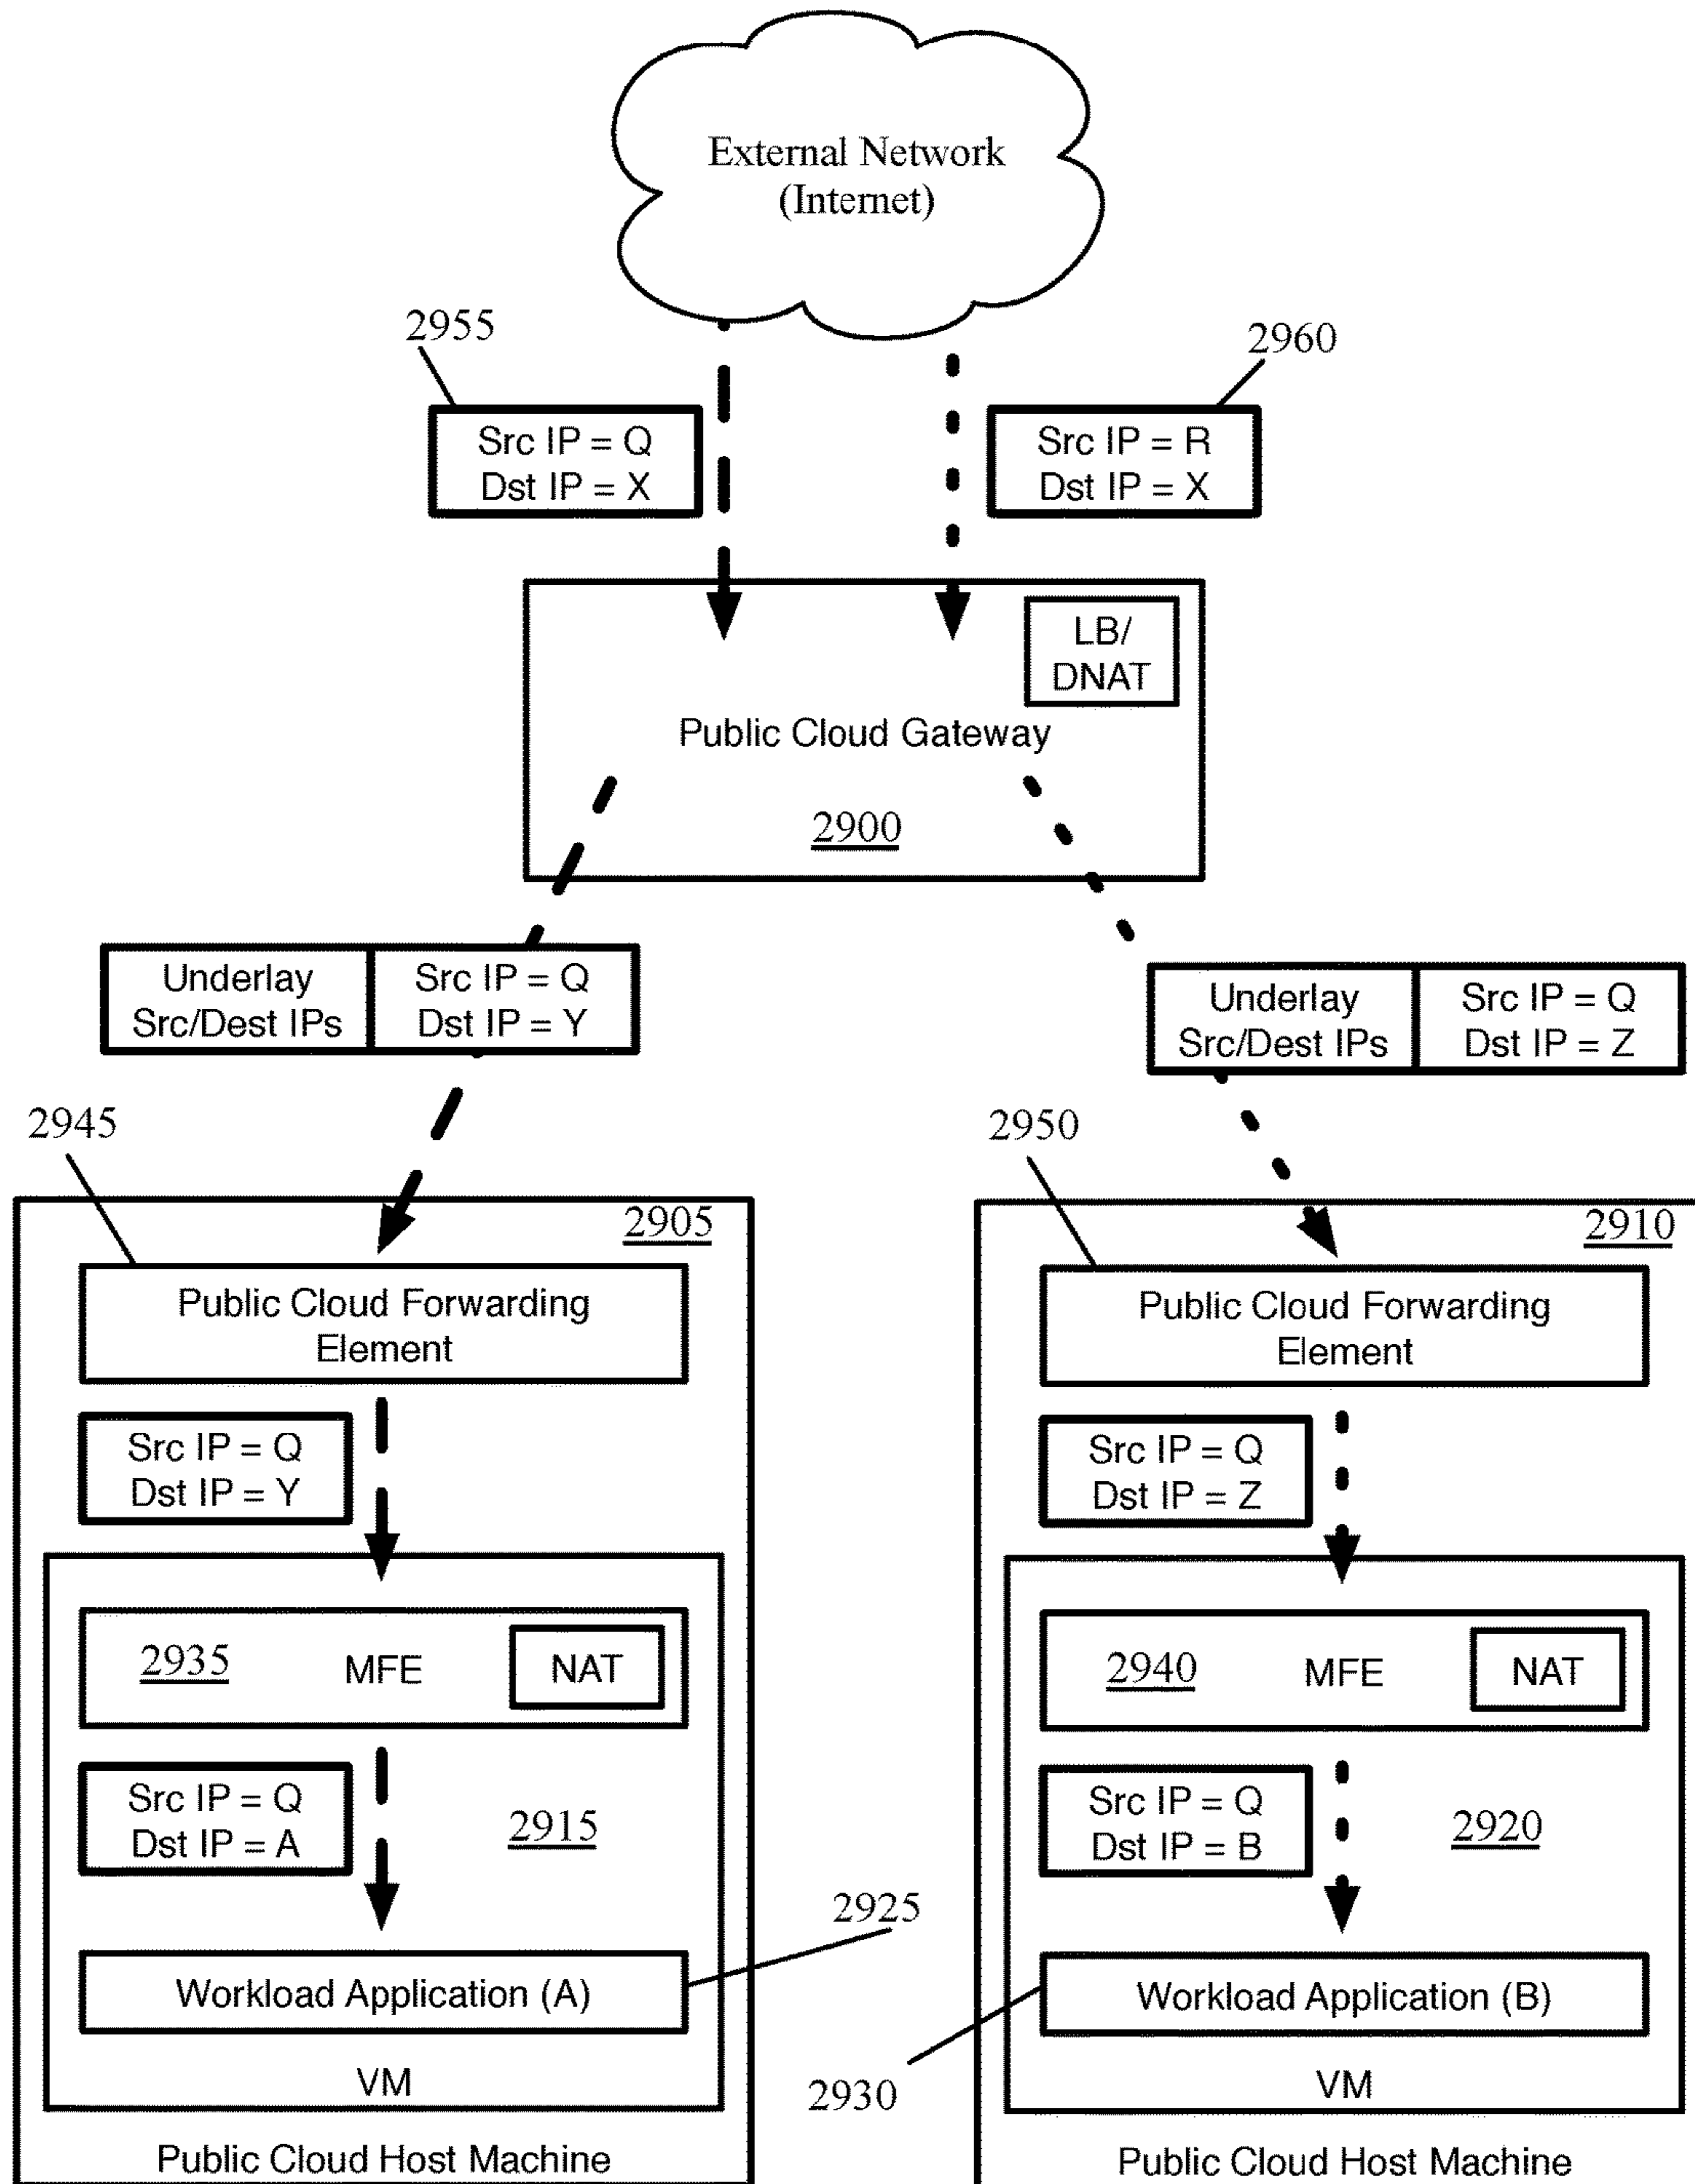 External Network
(Internet)
2955
2960
Src IP = Q
Dst IP = X
Src IP = R
Dst IP = X
LB/
DNAT
Public Cloud Gateway
2900
Underlay
Src/Dest IPs
Src IP = Q
Dst IP = Y
Underlay
Src/Dest IPs
Src IP = Q
Dst IP = Z
2945
2950
2905
Public Cloud Forwarding
Element
Src IP = Q
Dst IP = Y
2935
MFE
NAT
Src IP = Q
Dst IP = A
2915
2925
Workload Application (A)
VM
Public Cloud Host Machine
2910
Public Cloud Forwarding
Element
Src IP = Q
Dst IP = Z
2940
MFE
NAT
Src IP = Q
Dst IP = B
2920
Workload Application (B)
2930
VM
Public Cloud Host Machine